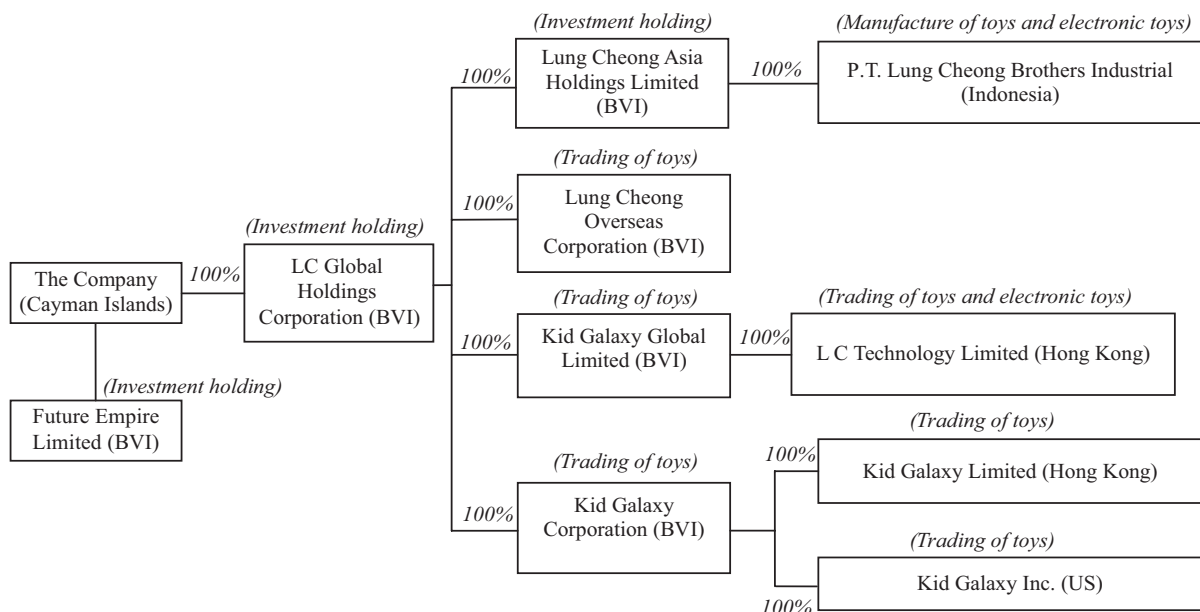 (Investment holding)
Lung Cheong Asia
Holdings Limited
(BVI)
100%
100%
(Manufacture of toys and electronic toys)
P.T. Lung Cheong Brothers Industrial
(Indonesia)
(Trading of toys)
Lung Cheong
Overseas
Corporation (BVI)
100%
(Investment holding)
LC Global
Holdings
Corporation (BVI)
100%
The Company
(Cayman Islands)
(Investment holding)
Future Empire
Limited (BVI)
(Trading of toys)
Kid Galaxy Global
Limited (BVI)
100%
100%
(Trading of toys and electronic toys)
L C Technology Limited (Hong Kong)
(Trading of toys)
Kid Galaxy
Corporation (BVI)
100%
(Trading of toys)
100%
Kid Galaxy Limited (Hong Kong)
(Trading of toys)
Kid Galaxy Inc. (US)
100%